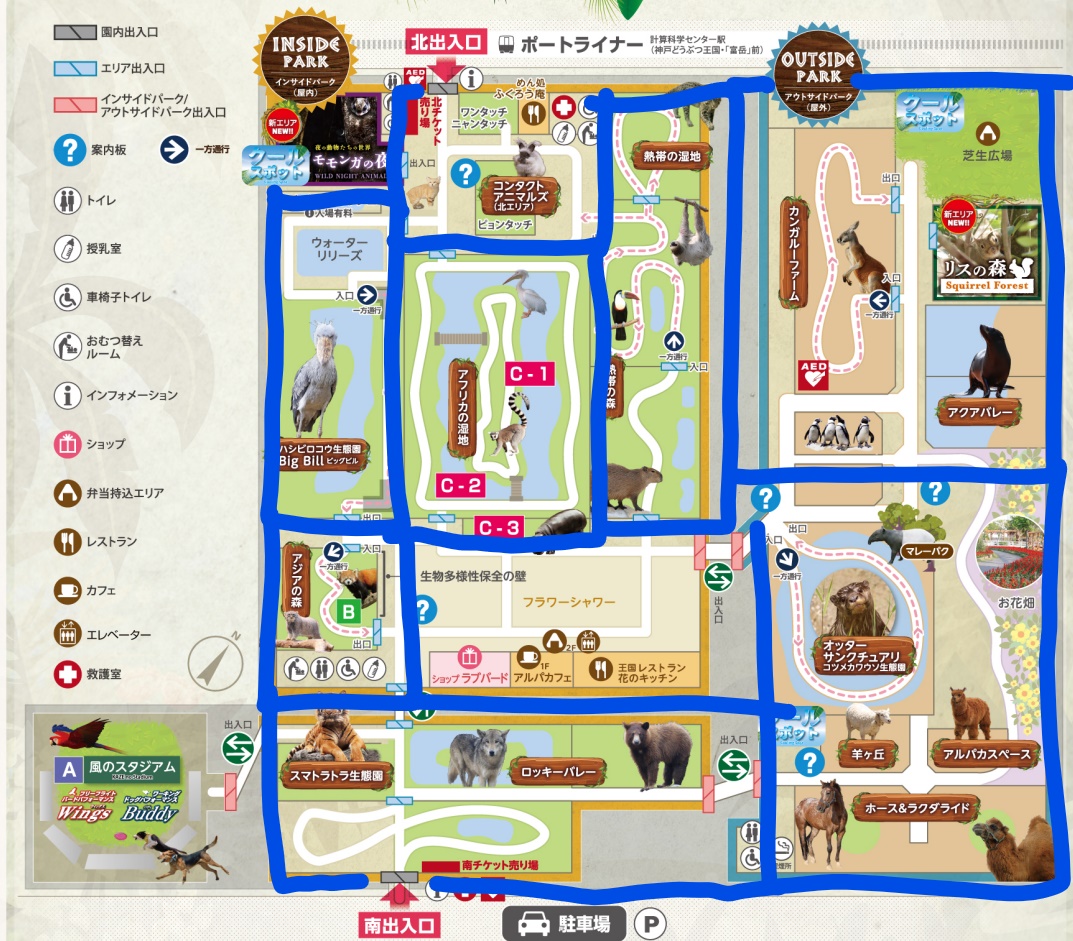 園内出入口
エリア出入口
インサイドパーク/
アウトサイドパーク出入口
案内板
一方通行
トイレ
授乳室
車椅子トイレ
おむつ替え
ルーム
インフォメーション
ショップ
弁当持込エリア
レストラン
カフェ
エレベーター
救護室
N
INSIDE
PARK
インサイドパーク
(屋内)
北出入口
ポートライナー
計算科学センター駅
(神戸どうぶつ王国・「富岳」前)
OUTSIDE
PARK
アウトサイドパーク
(屋外)
AED
北チケット
売り場
めん処
ふくろう庵
ワンタッチ
ニャンタッチ
新エリア
NEW!!
クール
スポット
夜の動物たちの世界
モモンガの夜
WILD NIGHT ANIMAL
入場有料
出入口
コンタクト
アニマルズ
(北エリア)
ピョンタッチ
熱帯の湿地
ウォーター
リリーズ
入口
一方通行
ハシビロコウ生態園
Big Bill ビッグビル
出口
アフリカの湿地
C-1
C-2
C-3
熱帯の森
一方通行
入口
クール
スポット
芝生広場
カンガルーファーム
出口
入口
一方通行
AED
新エリア
NEW!!
リスの森
Squirrel Forest
アクアバレー
アジアの森
入口
一方通行
B
出口
生物多様性保全の壁
フラワーシャワー
ショップ ラブバード
1F
アルパカフェ
2F
王国レストラン
花のキッチン
出入口
出口
入口
一方通行
マレーバク
お花畑
オッター
サンクチュアリ
コツメカワウソ生態園
出入口
A
風のスタジアム
KAZE no Stadium
フリーフライト
バードパフォーマンス
Wings
ワーキング
ドッグパフォーマンス
Buddy
スマトラトラ生態園
ロッキーバレー
出入口
クール
スポット
羊ヶ丘
アルパカスペース
ホース&ラクダライド
南チケット売り場
南出入口
駐車場
P